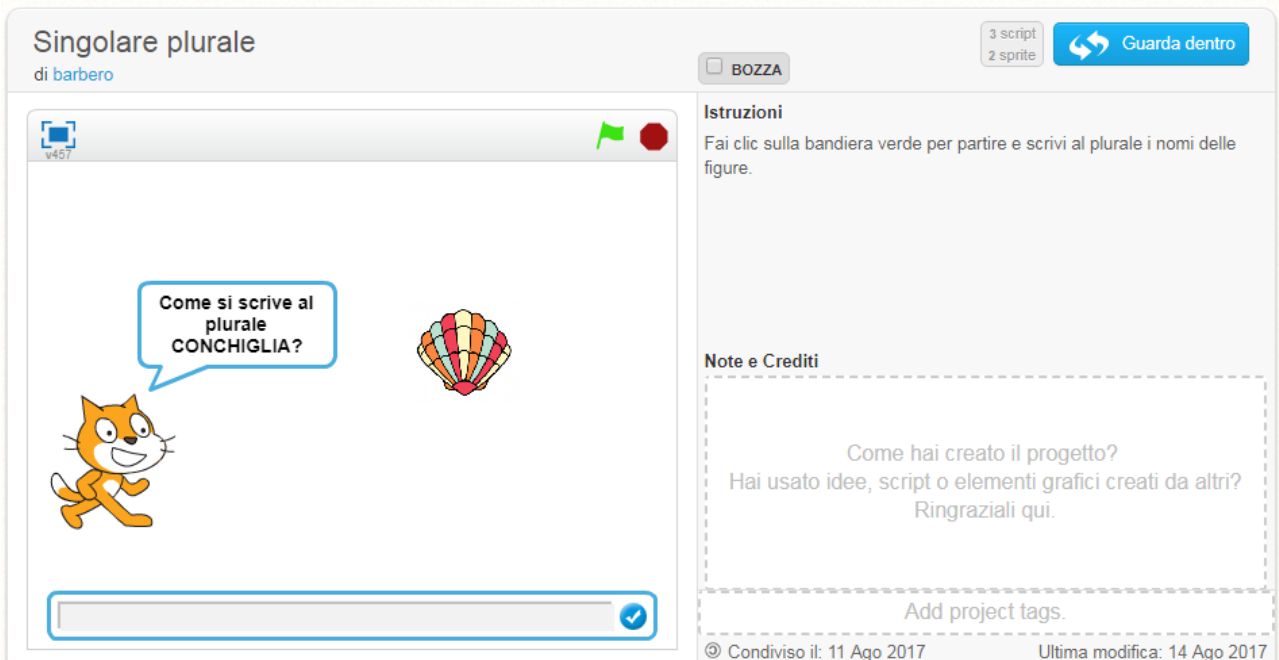 Singolare plurale
di barbero
3 script
2 sprite
Guarda dentro
BOZZA
v457
Come si scrive al
plurale
CONCHIGLIA?
Istruzioni
Fai clic sulla bandiera verde per partire e scrivi al plurale i nomi delle
figure.
Note e Crediti
Come hai creato il progetto?
Hai usato idee, script o elementi grafici creati da altri?
Ringraziali qui.
Add project tags.
Condiviso il: 11 Ago 2017
Ultima modifica: 14 Ago 2017